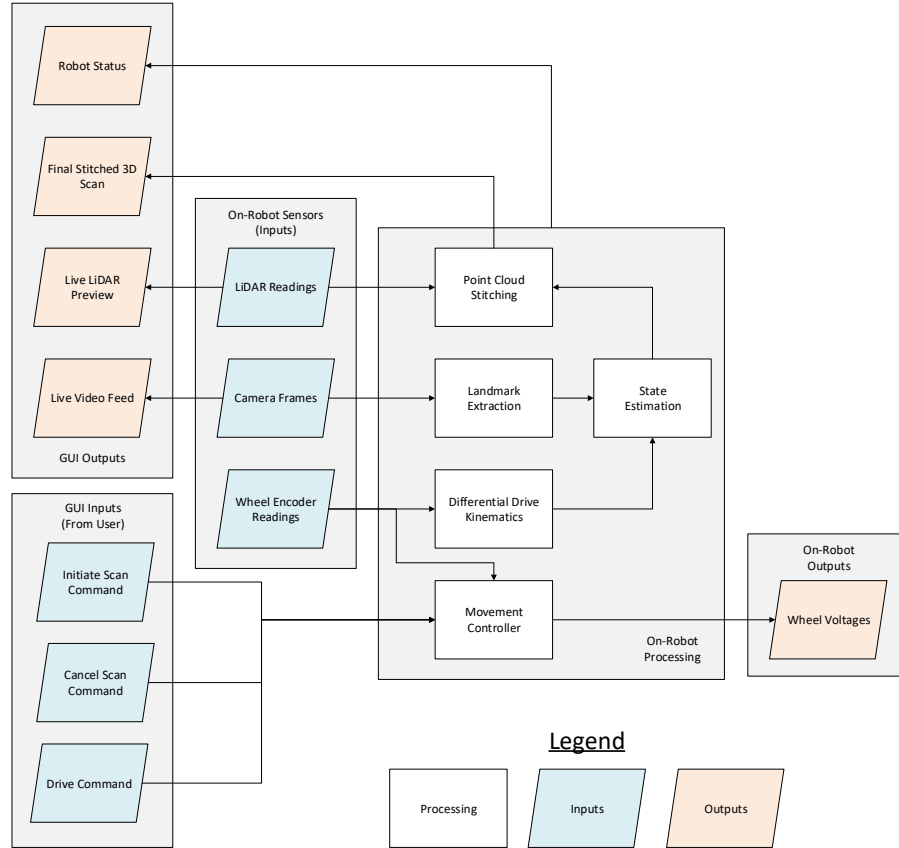 Robot Status
Final Stitched 3D
Scan
Live LiDAR
Preview
Live Video Feed
GUI Outputs
On-Robot Sensors
(Inputs)
LiDAR Readings
Camera Frames
Wheel Encoder
Readings
Point Cloud
Stitching
Landmark
Extraction
State
Estimation
Differential Drive
Kinematics
Movement
Controller
On-Robot
Processing
GUI Inputs
(From User)
Initiate Scan
Command
Cancel Scan
Command
Drive Command
On-Robot
Outputs
Wheel Voltages
Legend
Processing
Inputs
Outputs